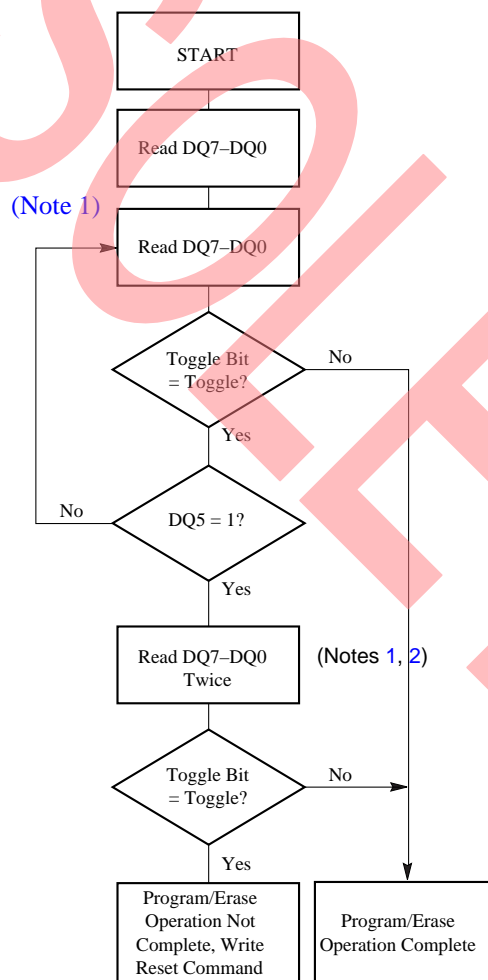 START
Read DQ7–DQ0
(Note 1)
Read DQ7–DQ0
Toggle Bit
= Toggle?
No
Yes
DQ5 = 1?
No
Yes
Read DQ7–DQ0
Twice
(Notes 1, 2)
Toggle Bit
= Toggle?
No
Yes
Program/Erase
Operation Not
Complete, Write
Reset Command
Program/Erase
Operation Complete